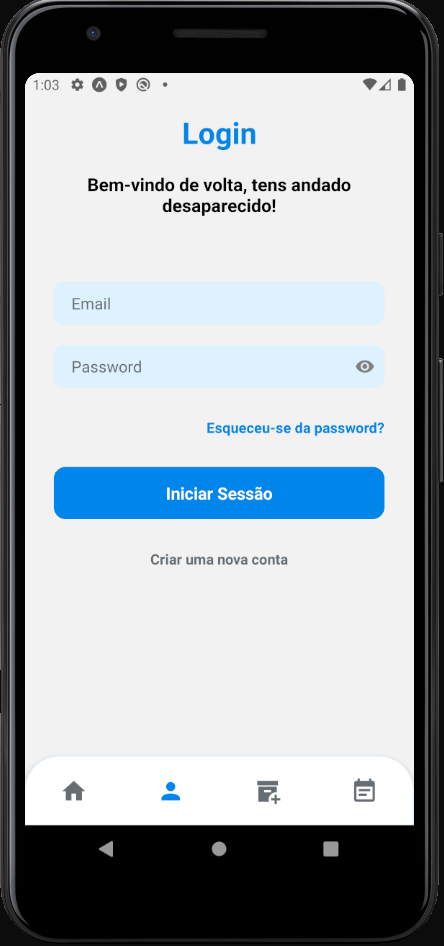 1:03
Login
Bem-vindo de volta, tens andado
desaparecido!
Email
Password
Esqueceu-se da password?
Iniciar Sessão
Criar uma nova conta